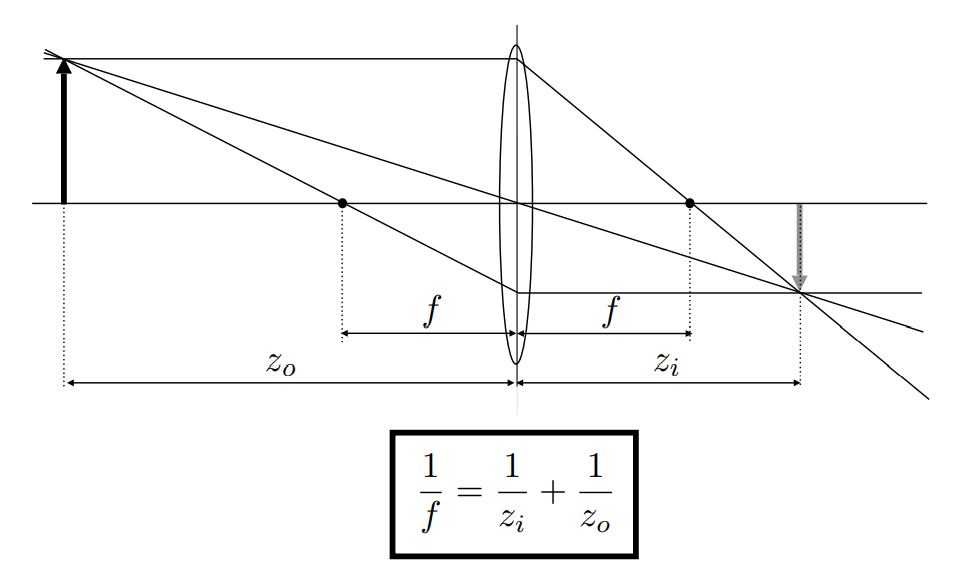 f f
z_o z_i
1/f = 1/z_i + 1/z_o